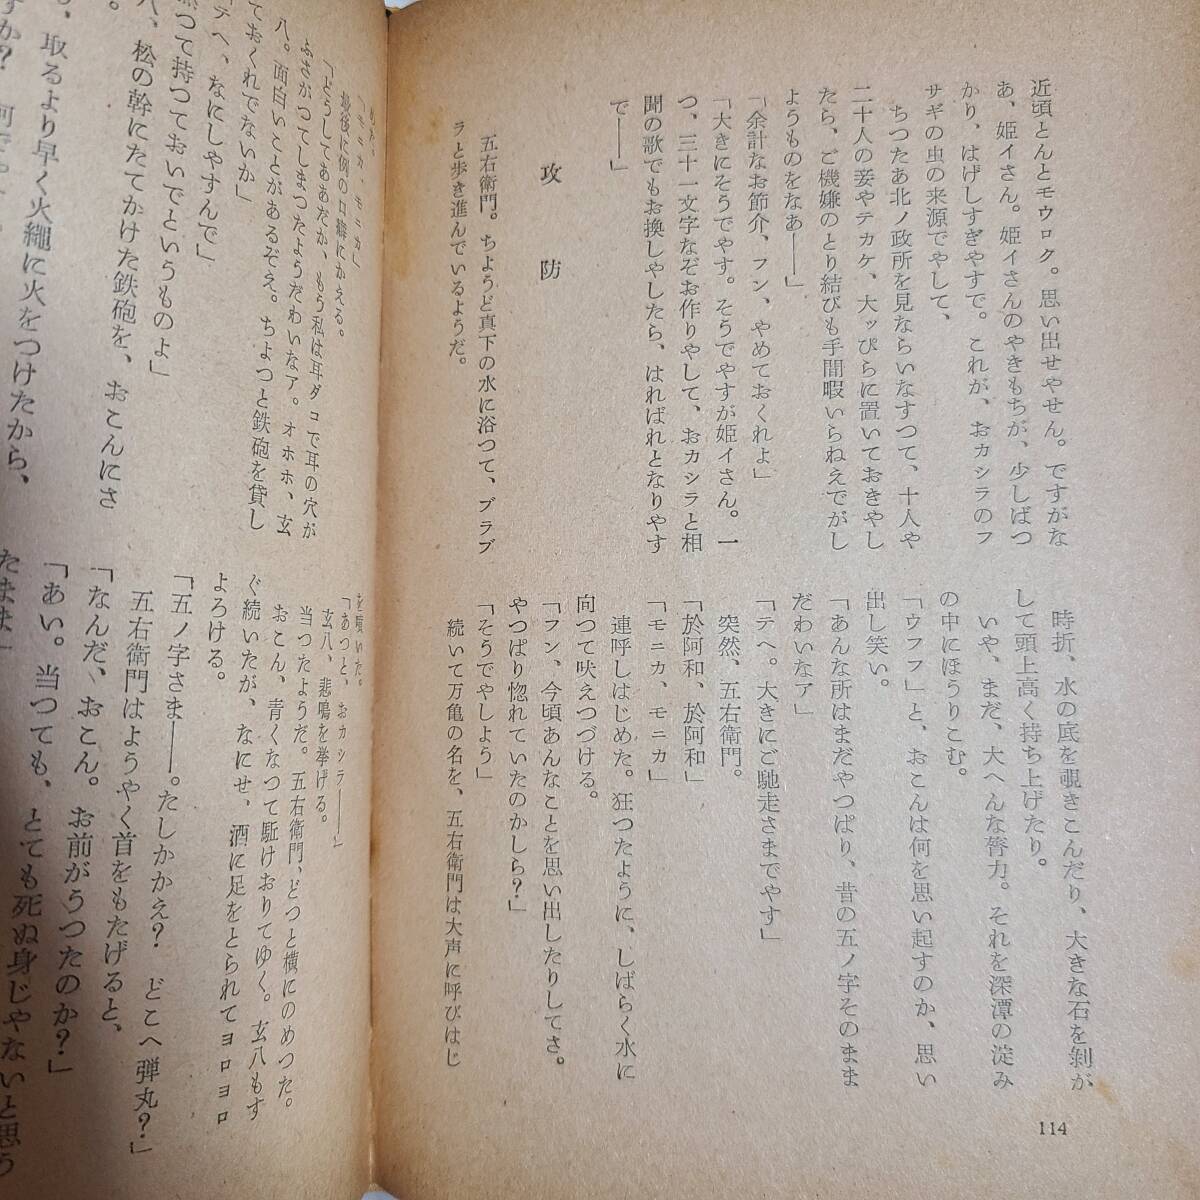 近頃とんとモウロク。思い出せやせん。ですがな
あ、姫イさん。姫イさんのやきもちが、少しばつ
かり、はげしすぎやすで。これが、おカシラのフ
サギの虫の来源でやして、
ちつたあ北ノ政所を見ならいなすつて、十人や
二十人の妾やテカケ、大ッぴらに置いておきやし
たら、ご機嫌のとり結びも手間暇いらねえでがし
ようものをなあ――」
「余計なお節介、フン、やめておくれよ」
「大きにそうでやす。そうでやすが姫イさん。一
つ、三十一文字なぞお作りやして、おカシラと相
聞の歌でもお換しやしたら、はればれとなりやす
で――」
攻防
五右衛門。ちようど真下の水に浴つて、ブラブ
ラと歩き進んでいるようだ。
時折、水の底を覗きこんだり、大きな石を剝が
して頭上高く持ち上げたり。
いや、まだ、大へんな膂力。それを深潭の淀み
の中にほうりこむ。
「ウフフ」と、おこんは何を思い起すのか、思い
出し笑い。
「あんな所はまだやつぱり、昔の五ノ字そのまま
だわいなア」
「テヘ。大きにご馳走さまでやす」
突然、五右衛門。
「於阿和、於阿和」
「モニカ、モニカ」
連呼しはじめた。狂つたように、しばらく水に
向つて吠えつづける。
「フン、今頃あんなことを思い出したりしてさ。
やつぱり惚れていたのかしら？」
「そうでやしよう」
続いて万亀の名を、五右衛門は大声に呼びはじ
114
めた。
「モニカ、モニカ」
最後に例の口癖にかえる。
「どうしてああだか、もう私は耳ダコで耳の穴が
ふさがつてしまつたようだわいなア。オホホ、玄
八。面白いことがあるぞえ。ちよつと鉄砲を貸し
ておくれでないか」
テヘ、なにしやすんで」
つて持つておいでというものよ」
八、松の幹にたてかけた鉄砲を、おこんにさ
取るより早く火繩に火をつけたから、
を噴いた。
「あつと、おカシラ――」
玄八、悲鳴を挙げる。
当つたようだ。五右衛門、どつと横にのめつた。
おこん、青くなつて駈けおりてゆく。玄八もす
ぐ続いたが、なにせ、酒に足をとられてヨロヨロ
よろける。
「五ノ字さま――。たしかかえ？　どこへ弾丸？」
五右衛門はようやく首をもたげると、
「なんだ、おこん。お前がうつたのか？」
「あい。当つても、とても死ぬ身じやないと思う
たまま」